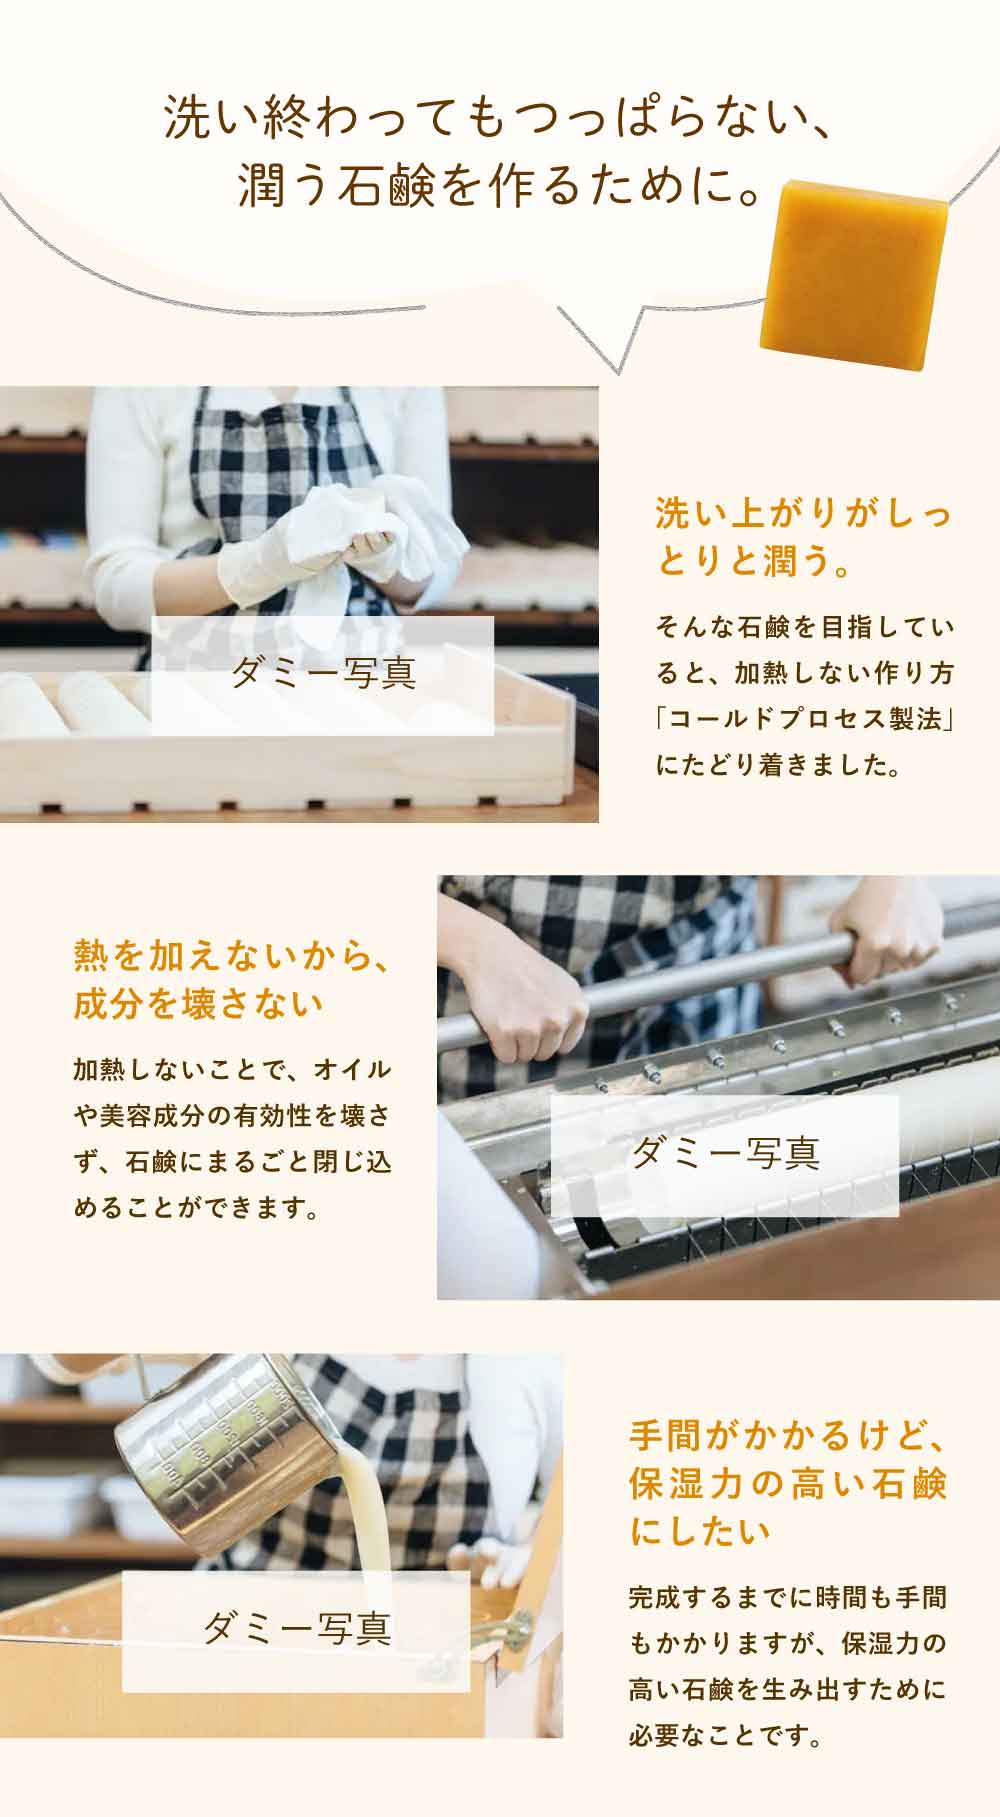 洗い終わってもつっぱらない、
潤う石鹸を作るために。
洗い上がりがしっ
とりと潤う。
そんな石鹸を目指してい
ると、加熱しない作り方
「コールドプロセス製法」
にたどり着きました。
ダミー写真
熱を加えないから、
成分を壊さない
加熱しないことで、オイル
や美容成分の有効性を壊さ
ず、石鹸にまるごと閉じ込
めることができます。
ダミー写真
手間がかかるけど、
保湿力の高い石鹸
にしたい
完成するまでに時間も手間
もかかりますが、保湿力の
高い石鹸を生み出すために
必要なことです。
ダミー写真